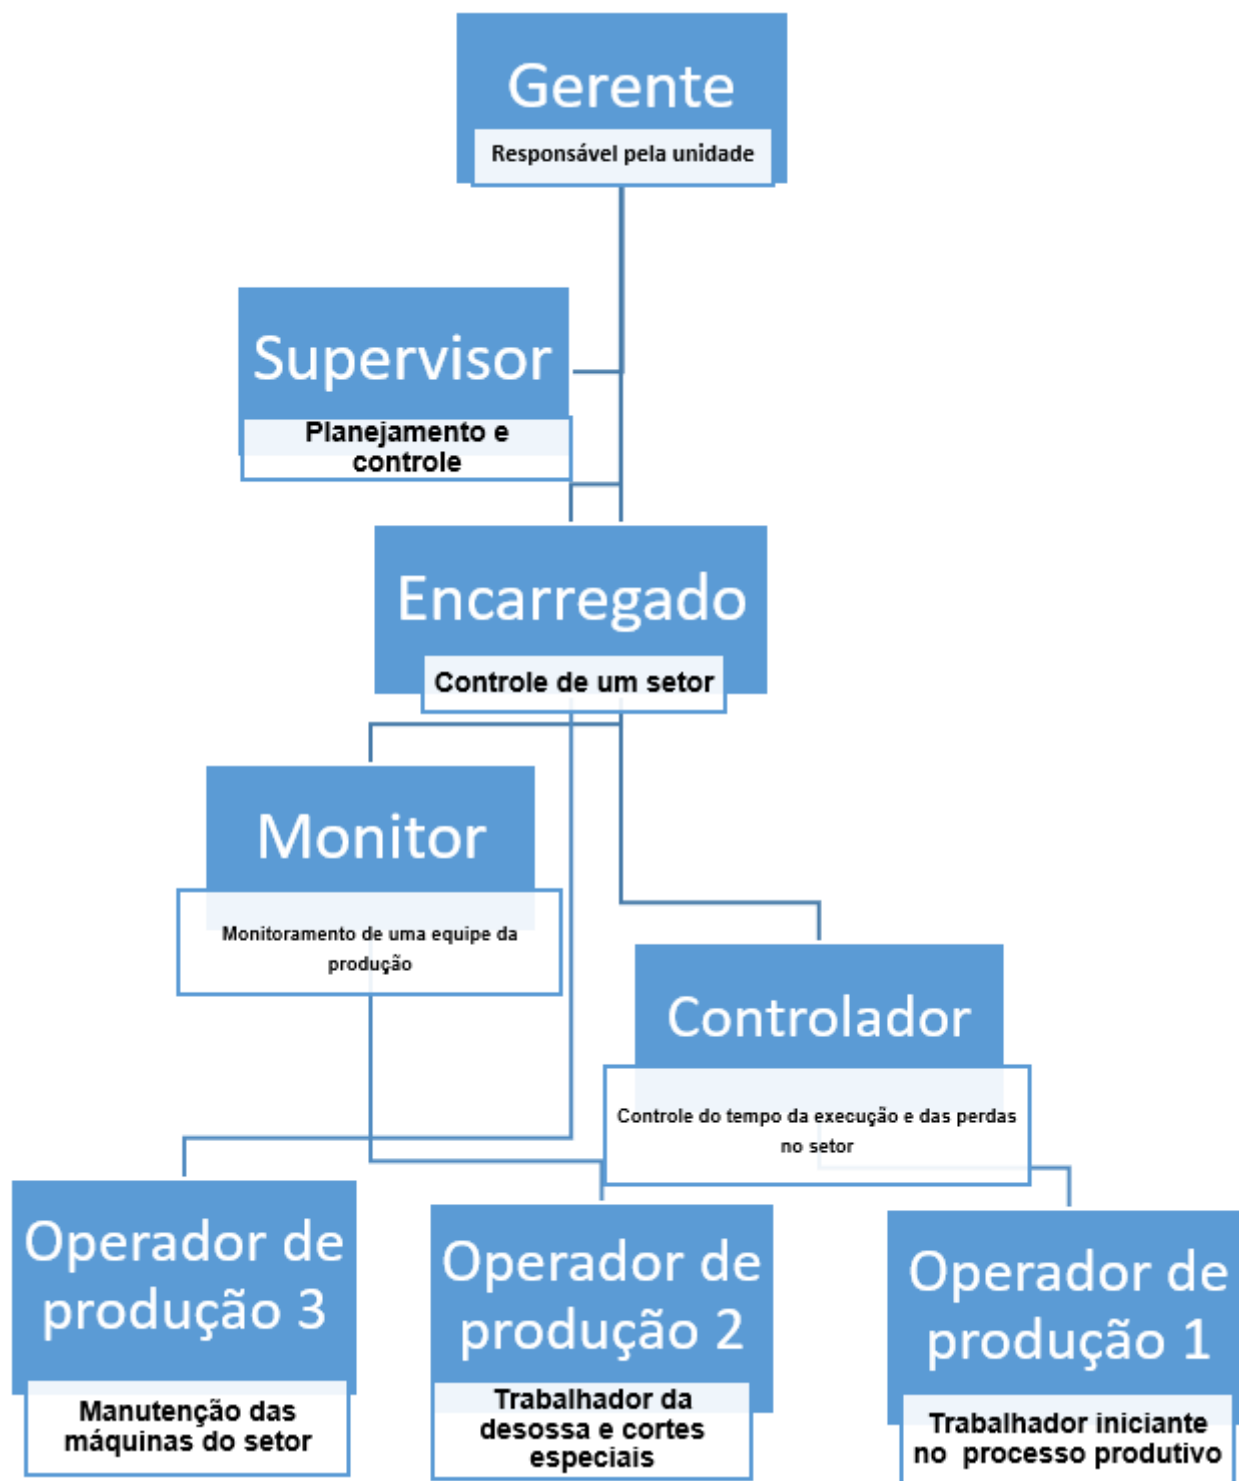 Gerente
Responsável pela unidade
Supervisor
Planejamento e
controle
Encarregado
Controle de um setor
Monitor
Monitoramento de uma equipe da
produção
Controlador
Controle do tempo da execução e das perdas
no setor
Operador de
produção 3
Manutenção das
máquinas do setor
Operador de
produção 2
Trabalhador da
desossa e cortes
especiais
Operador de
produção 1
Trabalhador iniciante
no processo produtivo